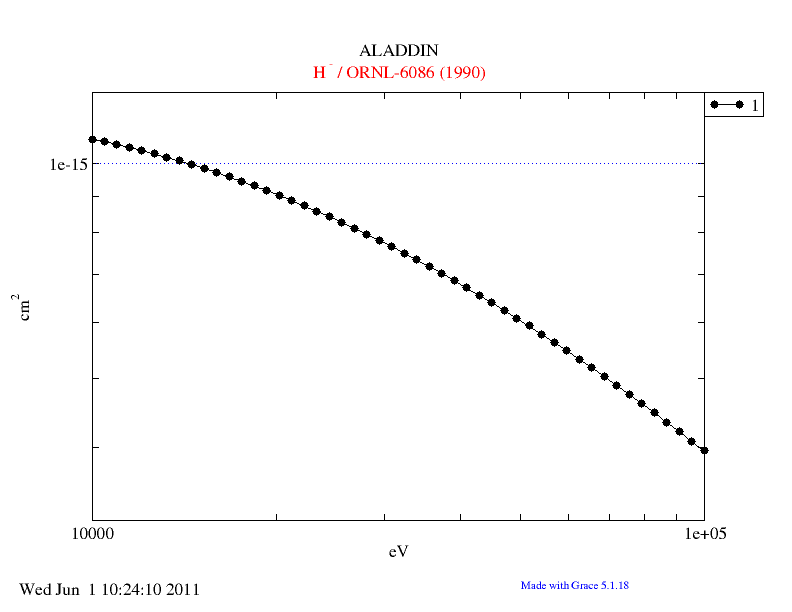 ALADDIN
H⁻ / ORNL-6086 (1990)
1
1e-15
cm²
10000
1e+05
eV
Wed Jun 1 10:24:10 2011
Made with Grace 5.1.18